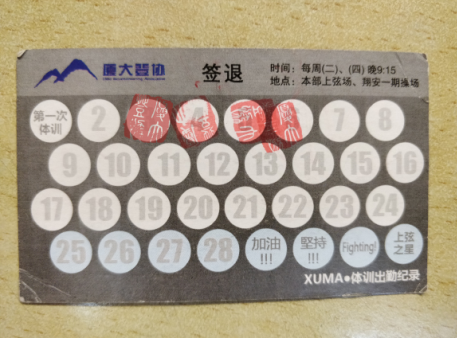 厦大登协
签退
时间：每周(二)、(四) 晚9:15
地点：本部上弦场、翔安一期操场
第一次体训 2 4 7 8
9 10 11 12 13 14 15 16
17 18 19 20 21 22 23 24
25 26 27 28 加油!!! 坚持!!! Fighting! 上弦之星
XUMA●体训出勤纪录